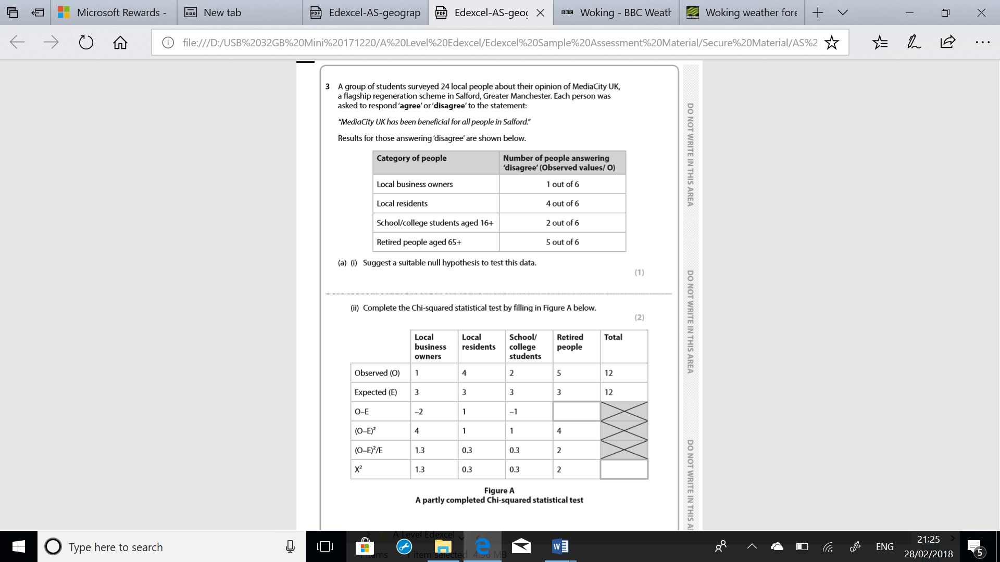 Microsoft Rewards -
New tab
Edexcel-AS-geograp
Edexcel-AS-geog
BBC Woking - BBC Weath
Woking weather fore
file:///D:/USB%2032GB%20Mini%20171220/A%20Level%20Edexcel/Edexcel%20Sample%20Assessment%20Material/Secure%20Material/AS%2
3 A group of students surveyed 24 local people about their opinion of MediaCity UK,
a flagship regeneration scheme in Salford, Greater Manchester. Each person was
asked to respond ‘agree’ or ‘disagree’ to the statement:
“MediaCity UK has been beneficial for all people in Salford.”
Results for those answering ‘disagree’ are shown below.
Category of people Number of people answering
‘disagree’ (Observed values/ O)
Local business owners 1 out of 6
Local residents 4 out of 6
School/college students aged 16+ 2 out of 6
Retired people aged 65+ 5 out of 6
(a) (i) Suggest a suitable null hypothesis to test this data.
(1)
(ii) Complete the Chi-squared statistical test by filling in Figure A below.
(2)
Local Local School/ Retired Total
business residents college people
owners students
Observed (O) 1 4 2 5 12
Expected (E) 3 3 3 3 12
O–E –2 1 –1
(O–E)² 4 1 1 4
(O–E)²/E 1.3 0.3 0.3 2
X² 1.3 0.3 0.3 2
Figure A
A partly completed Chi-squared statistical test
DO NOT WRITE IN THIS AREA
DO NOT WRITE IN THIS AREA
DO NOT WRITE IN THIS A
A Level Edexcel
items 1 item selected 4.96 MB
Type here to search
ENG
21:25
28/02/2018
5